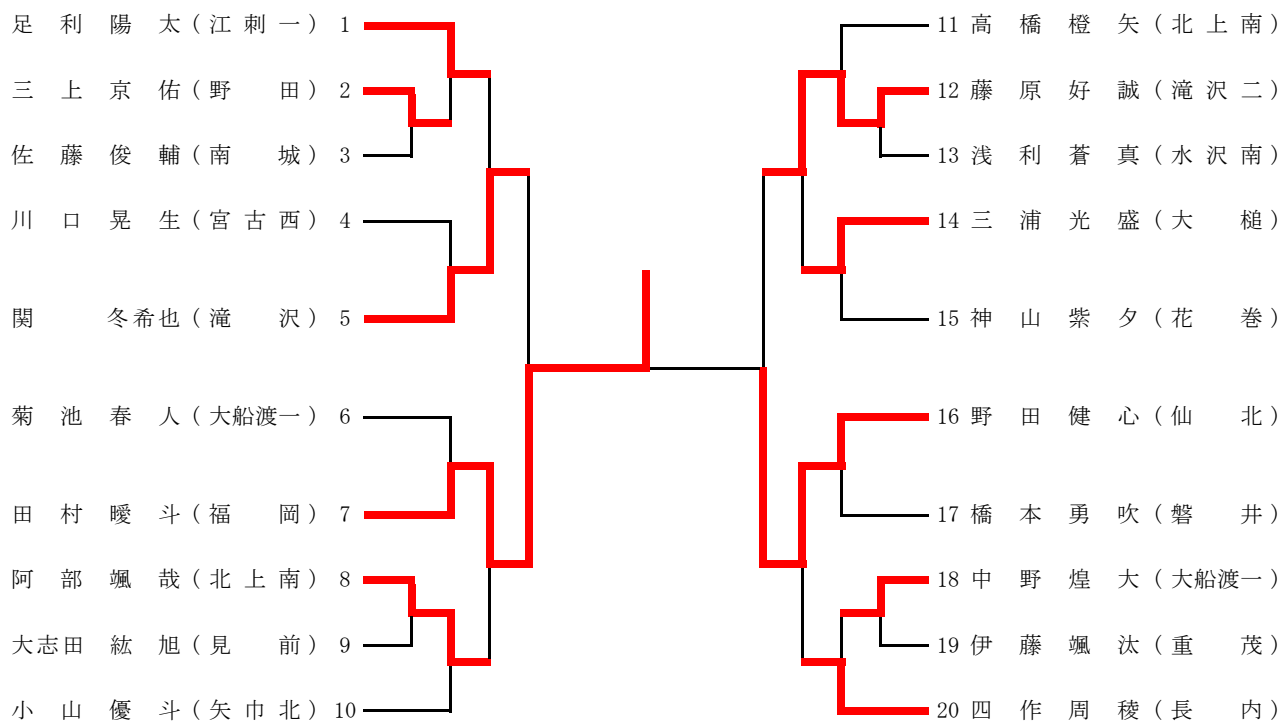 足利陽太(江刺一) 1
三上京佑(野田) 2
佐藤俊輔(南城) 3
川口晃生(宮古西) 4
関冬希也(滝沢) 5
菊池春人(大船渡一) 6
田村曖斗(福岡) 7
阿部颯哉(北上南) 8
大志田紘旭(見前) 9
小山優斗(矢巾北) 10
11 高橋橙矢(北上南)
12 藤原好誠(滝沢二)
13 浅利蒼真(水沢南)
14 三浦光盛(大槌)
15 神山紫夕(花巻)
16 野田健心(仙北)
17 橋本勇吹(磐井)
18 中野煌大(大船渡一)
19 伊藤颯汰(重茂)
20 四作周稜(長内)